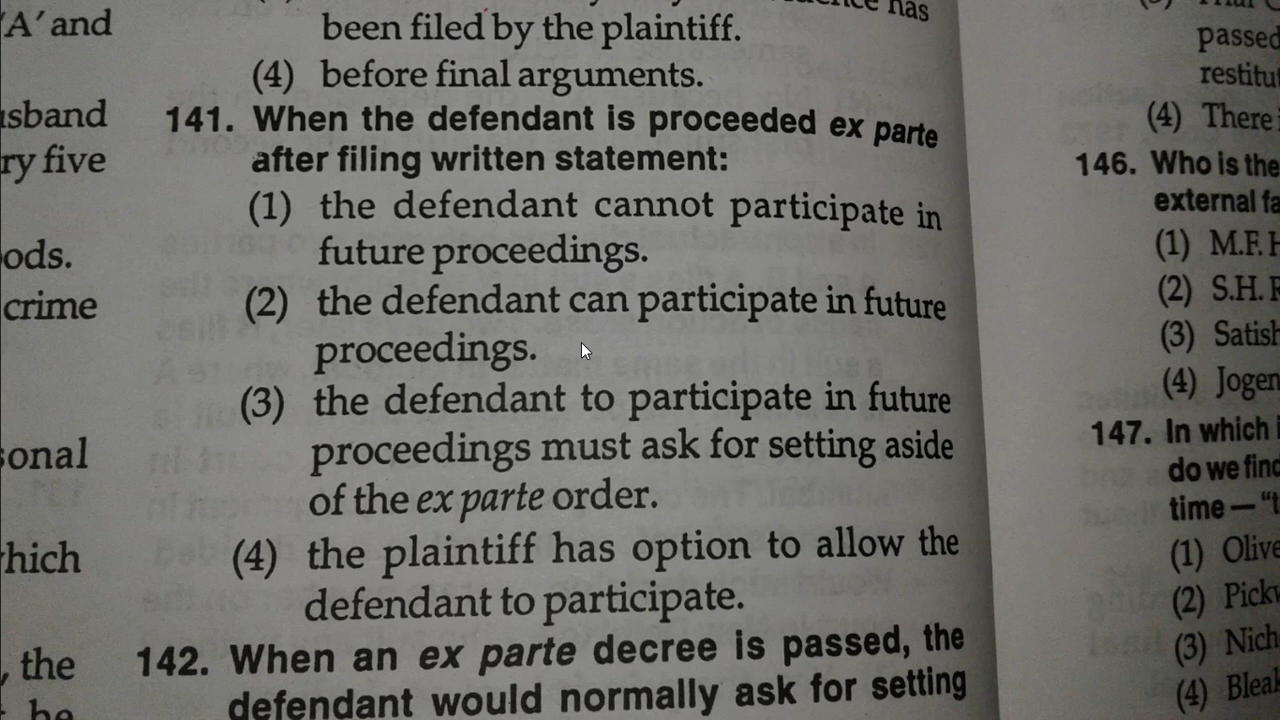 'A' and
usband
ry five
ods.
crime
sonal
which
, the
be
has
been filed by the plaintiff.
(4) before final arguments.
141. When the defendant is proceeded ex parte
after filing written statement:
(1) the defendant cannot participate in
future proceedings.
(2) the defendant can participate in future
proceedings.
(3) the defendant to participate in future
proceedings must ask for setting aside
of the ex parte order.
(4) the plaintiff has option to allow the
defendant to participate.
142. When an ex parte decree is passed, the
defendant would normally ask for setting
passed
restitu
(4) There
146. Who is the
external fa
(1) M.F. H
(2) S.H. R
(3) Satish
(4) Jogen
147. In which
do we find
time — "t
(1) Olive
(2) Pickw
(3) Nich
(4) Bleak